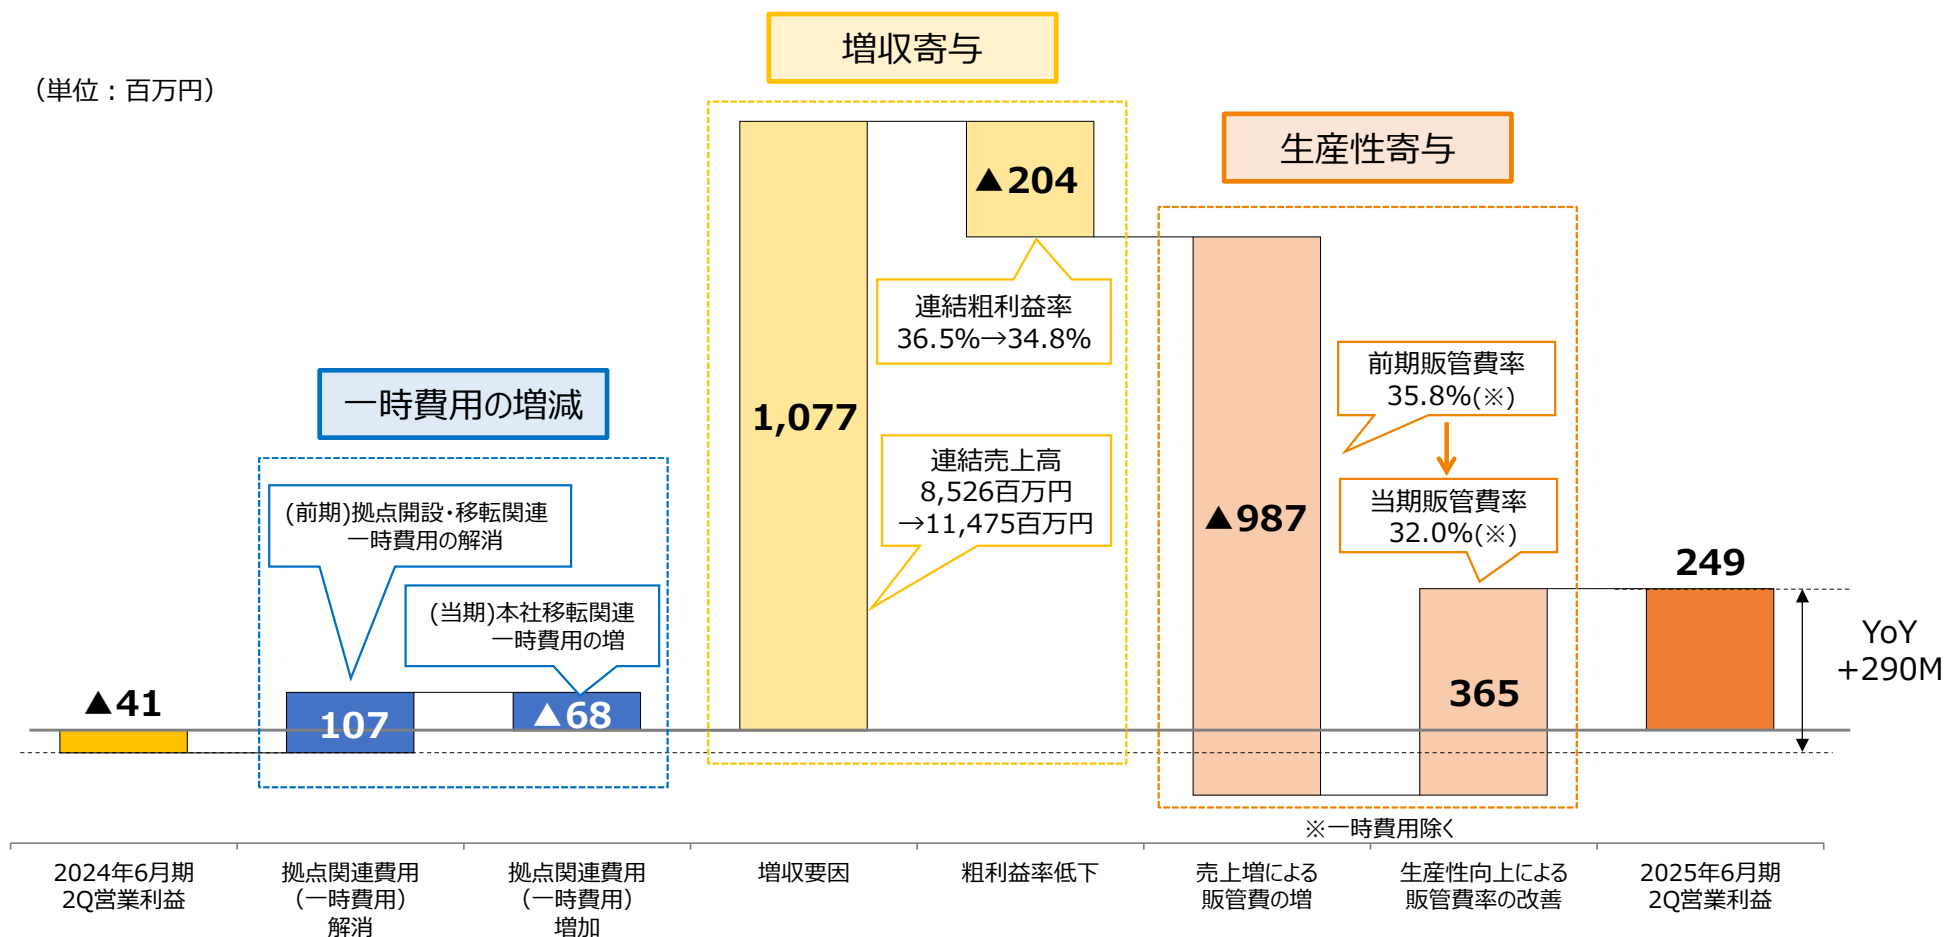 (単位：百万円)
増収寄与
生産性寄与
一時費用の増減
▲204
連結粗利益率
36.5%→34.8%
1,077
連結売上高
8,526百万円
→11,475百万円
前期販管費率
35.8%(※)
当期販管費率
32.0%(※)
▲987
(前期)拠点開設・移転関連
一時費用の解消
(当期)本社移転関連
一時費用の増
▲41
107
▲68
365
249
YoY
+290M
※一時費用除く
2024年6月期
2Q営業利益
拠点関連費用
（一時費用）
解消
拠点関連費用
（一時費用）
増加
増収要因
粗利益率低下
売上増による
販管費の増
生産性向上による
販管費率の改善
2025年6月期
2Q営業利益